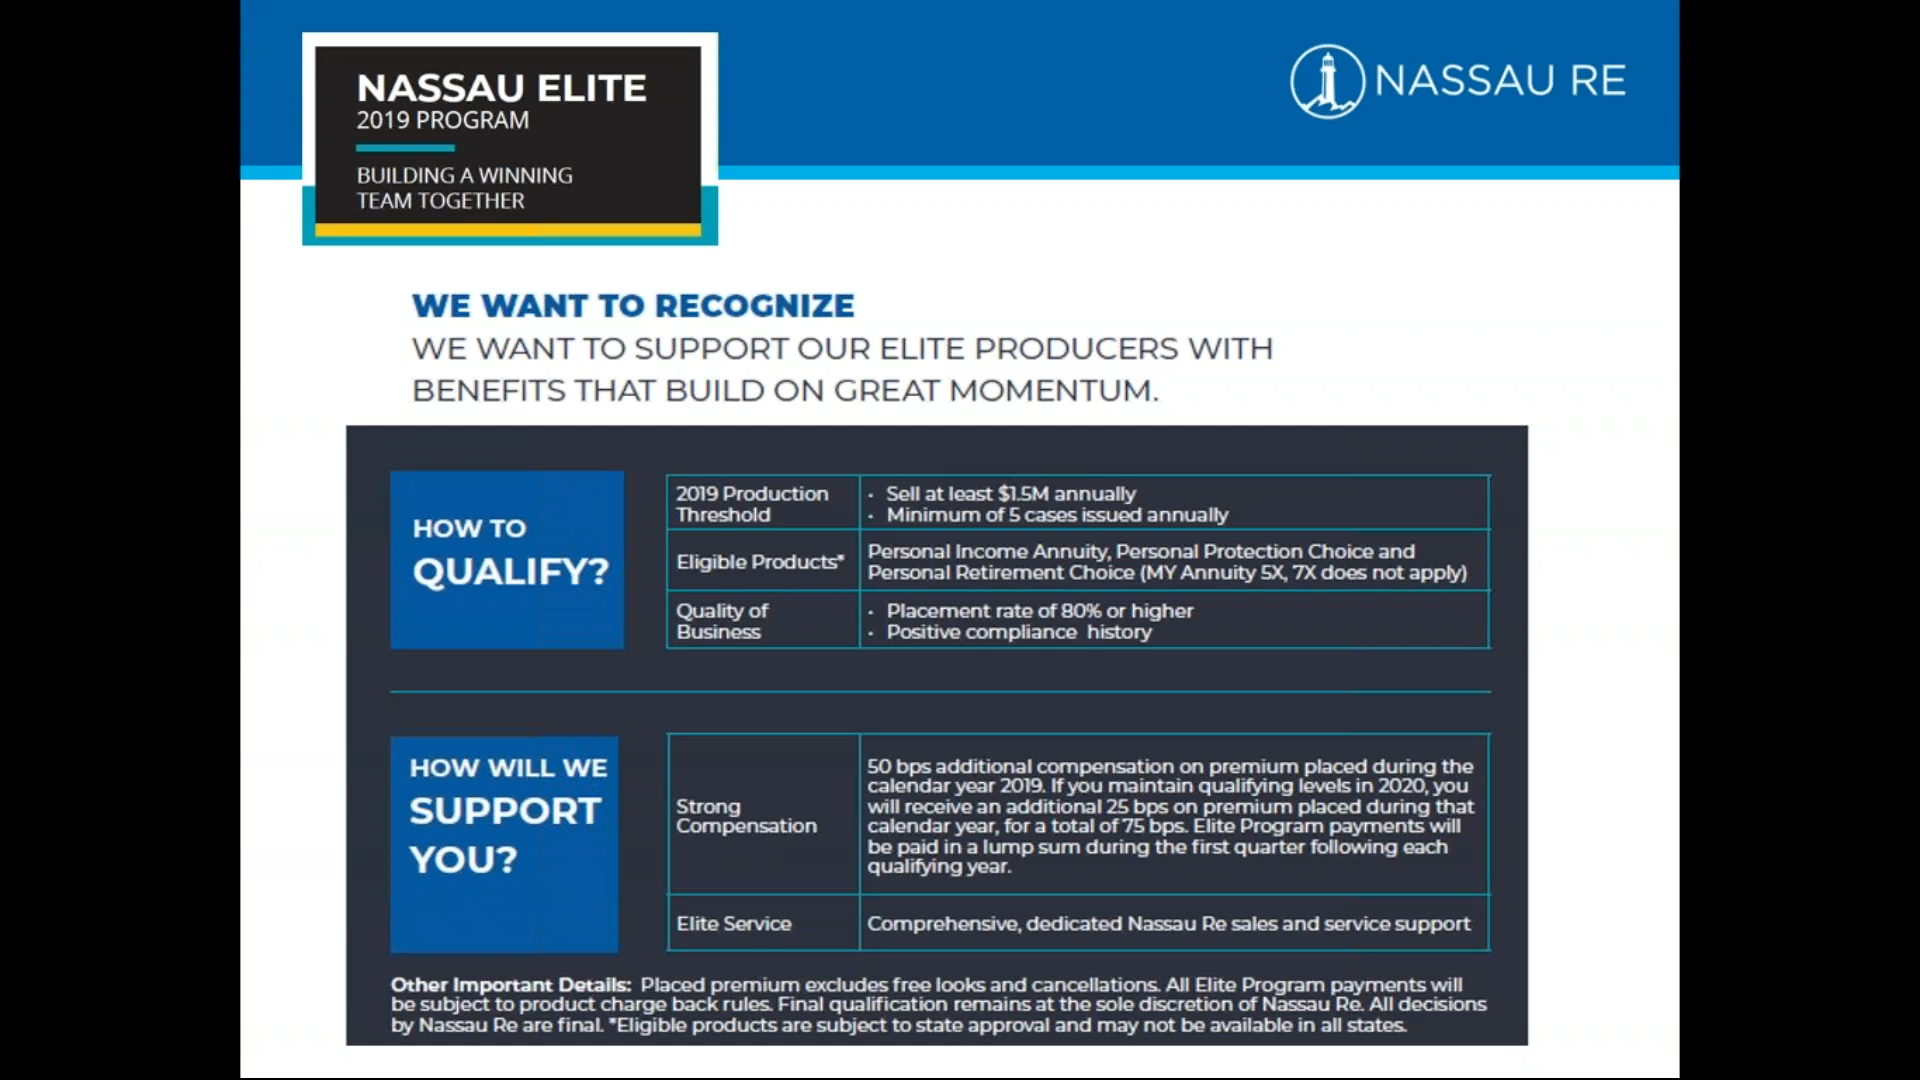 NASSAU ELITE
2019 PROGRAM
BUILDING A WINNING
TEAM TOGETHER
NASSAU RE
WE WANT TO RECOGNIZE
WE WANT TO SUPPORT OUR ELITE PRODUCERS WITH
BENEFITS THAT BUILD ON GREAT MOMENTUM.
HOW TO
QUALIFY?
2019 Production
Threshold
· Sell at least $1.5M annually
· Minimum of 5 cases issued annually
Eligible Products*
Personal Income Annuity, Personal Protection Choice and
Personal Retirement Choice (MY Annuity 5X, 7X does not apply)
Quality of
Business
· Placement rate of 80% or higher
· Positive compliance history
HOW WILL WE
SUPPORT
YOU?
Strong
Compensation
50 bps additional compensation on premium placed during the
calendar year 2019. If you maintain qualifying levels in 2020, you
will receive an additional 25 bps on premium placed during that
calendar year, for a total of 75 bps. Elite Program payments will
be paid in a lump sum during the first quarter following each
qualifying year.
Elite Service
Comprehensive, dedicated Nassau Re sales and service support
Other Important Details: Placed premium excludes free looks and cancellations. All Elite Program payments will
be subject to product charge back rules. Final qualification remains at the sole discretion of Nassau Re. All decisions
by Nassau Re are final. *Eligible products are subject to state approval and may not be available in all states.